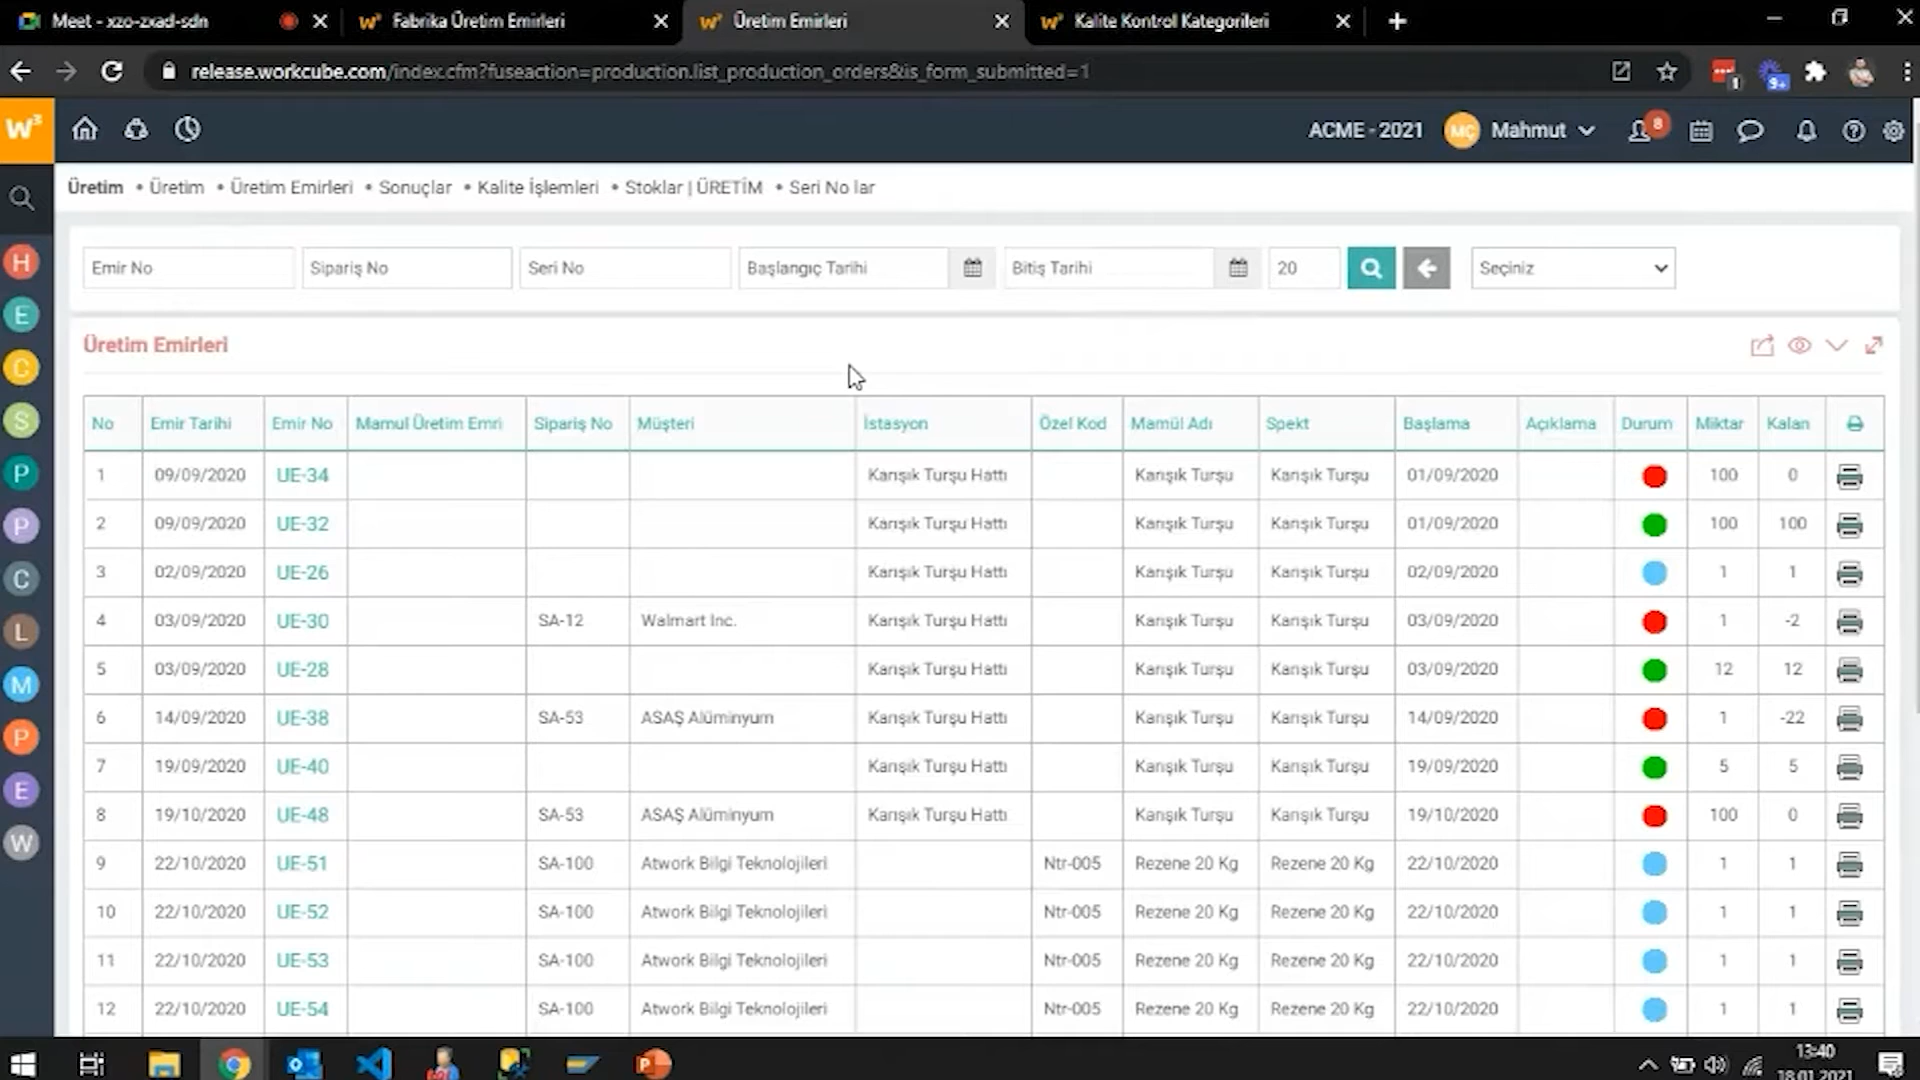 Meet - xzo-zxad-sdn
Fabrika Üretim Emirleri
Üretim Emirleri
Kalite Kontrol Kategorileri
release.workcube.com/index.cfm?fuseaction=production.list_production_orders&is_form_submitted=1
1
9+
W3
ACME - 2021
MÇ
Mahmut
8
Üretim • Üretim • Üretim Emirleri • Sonuçlar • Kalite İşlemleri • Stoklar | ÜRETİM • Seri No lar
H
E
C
S
P
P
C
L
M
P
E
W
Emir No
Sipariş No
Seri No
Başlangıç Tarihi
Bitiş Tarihi
20
Seçiniz
Üretim Emirleri
No Emir Tarihi Emir No Mamul Üretim Emri Sipariş No Müşteri İstasyon Özel Kod Mamül Adı Spekt Başlama Açıklama Durum Miktar Kalan
1 09/09/2020 UE-34 Karışık Turşu Hattı Karışık Turşu Karışık Turşu 01/09/2020 100 0
2 09/09/2020 UE-32 Karışık Turşu Hattı Karışık Turşu Karışık Turşu 01/09/2020 100 100
3 02/09/2020 UE-26 Karışık Turşu Hattı Karışık Turşu Karışık Turşu 02/09/2020 1 1
4 03/09/2020 UE-30 SA-12 Walmart Inc. Karışık Turşu Hattı Karışık Turşu Karışık Turşu 03/09/2020 1 -2
5 03/09/2020 UE-28 Karışık Turşu Hattı Karışık Turşu Karışık Turşu 03/09/2020 12 12
6 14/09/2020 UE-38 SA-53 ASAŞ Alüminyum Karışık Turşu Hattı Karışık Turşu Karışık Turşu 14/09/2020 1 -22
7 19/09/2020 UE-40 Karışık Turşu Hattı Karışık Turşu Karışık Turşu 19/09/2020 5 5
8 19/10/2020 UE-48 SA-53 ASAŞ Alüminyum Karışık Turşu Hattı Karışık Turşu Karışık Turşu 19/10/2020 100 0
9 22/10/2020 UE-51 SA-100 Atwork Bilgi Teknolojileri Ntr-005 Rezene 20 Kg Rezene 20 Kg 22/10/2020 1 1
10 22/10/2020 UE-52 SA-100 Atwork Bilgi Teknolojileri Ntr-005 Rezene 20 Kg Rezene 20 Kg 22/10/2020 1 1
11 22/10/2020 UE-53 SA-100 Atwork Bilgi Teknolojileri Ntr-005 Rezene 20 Kg Rezene 20 Kg 22/10/2020 1 1
12 22/10/2020 UE-54 SA-100 Atwork Bilgi Teknolojileri Ntr-005 Rezene 20 Kg Rezene 20 Kg 22/10/2020 1 1
13:40
18.01.2021